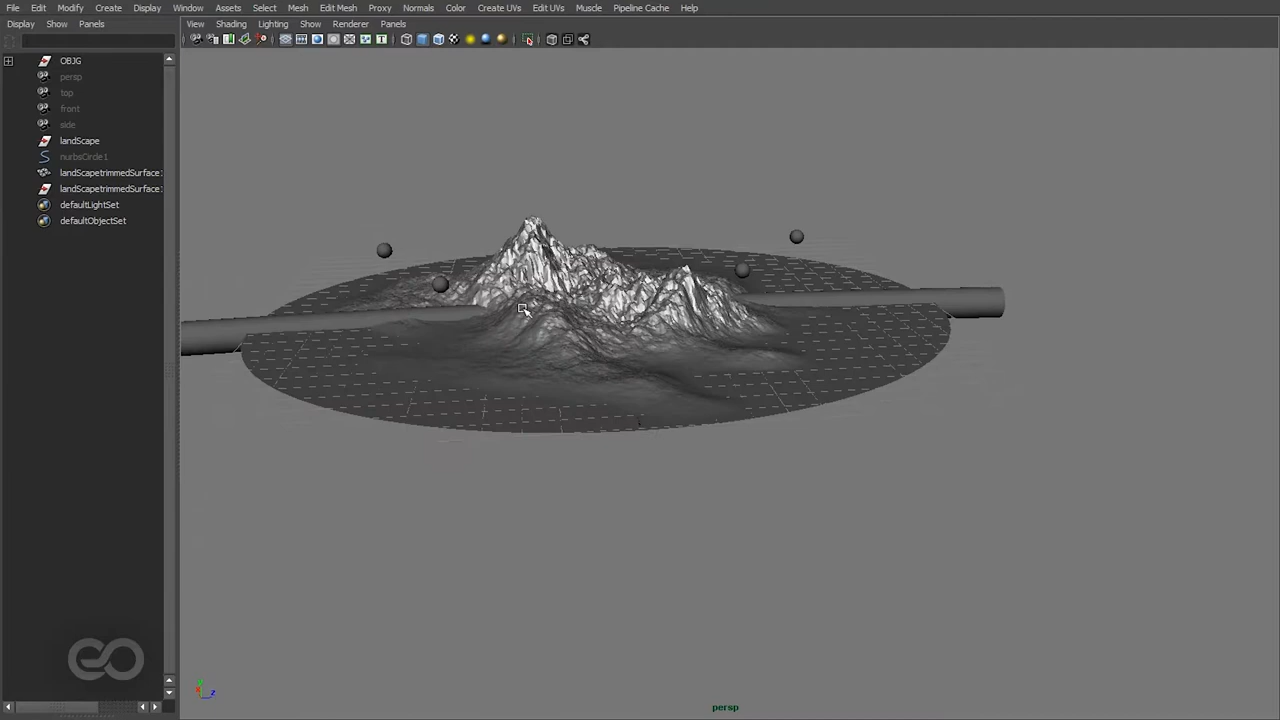 File Edit Modify Create Display Window Assets Select Mesh Edit Mesh Proxy Normals Color Create UVs Edit UVs Muscle Pipeline Cache Help
Display Show Panels
View Shading Lighting Show Renderer Panels
OBJG
persp
top
front
side
landScape
nurbsCircle1
landScapetrimmedSurface:
landScapetrimmedSurface:
defaultLightSet
defaultObjectSet
persp